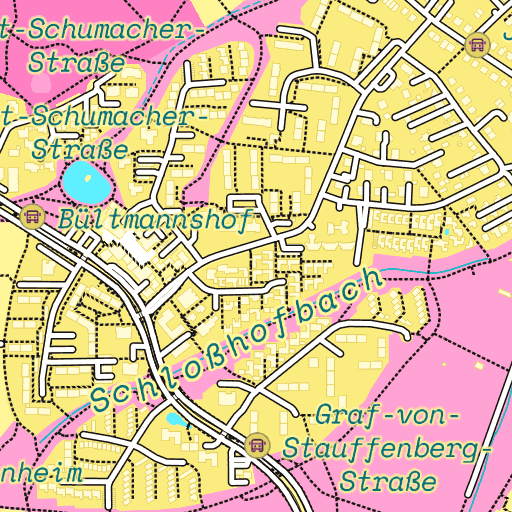 t-Schumacher-
Straße
t-Schumacher-
Straße
Bültmannshof
Schloßhofbach
Graf-von-
Stauffenberg-
Straße
nheim